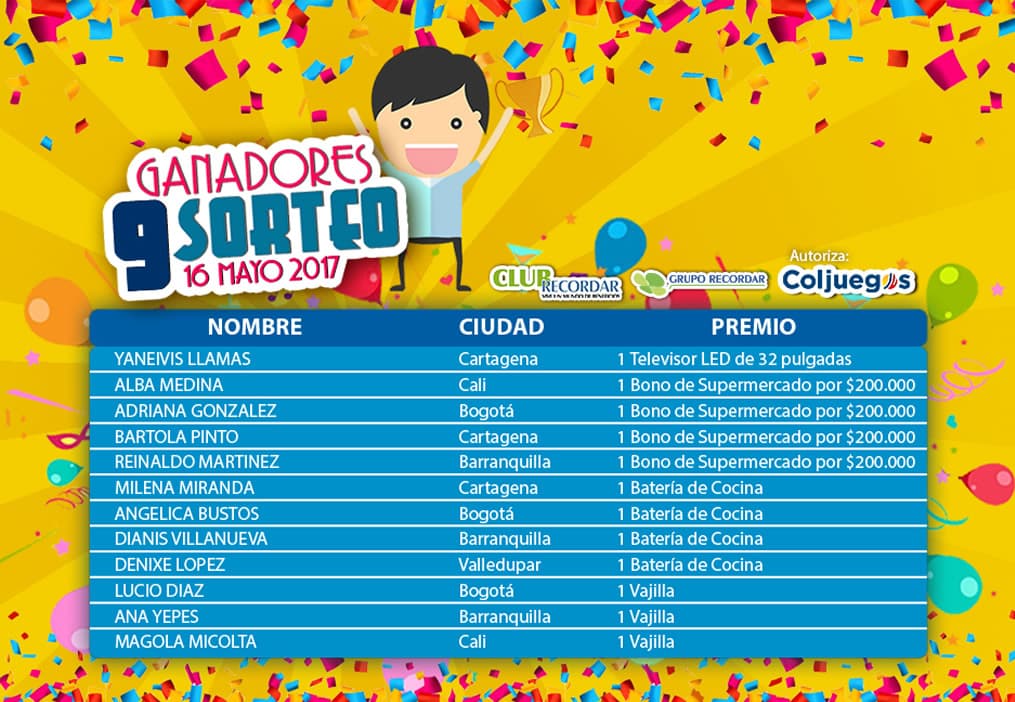 GANADORES
9 SORTEO
16 MAYO 2017
CLUB
RECORDAR
GRUPO RECORDAR
Autoriza:
Coljuegos
NOMBRE CIUDAD PREMIO
YANEIVIS LLAMAS Cartagena 1 Televisor LED de 32 pulgadas
ALBA MEDINA Cali 1 Bono de Supermercado por $200.000
ADRIANA GONZALEZ Bogotá 1 Bono de Supermercado por $200.000
BARTOLA PINTO Cartagena 1 Bono de Supermercado por $200.000
REINALDO MARTINEZ Barranquilla 1 Bono de Supermercado por $200.000
MILENA MIRANDA Cartagena 1 Batería de Cocina
ANGELICA BUSTOS Bogotá 1 Batería de Cocina
DIANIS VILLANUEVA Barranquilla 1 Batería de Cocina
DENIXE LOPEZ Valledupar 1 Batería de Cocina
LUCIO DIAZ Bogotá 1 Vajilla
ANA YEPES Barranquilla 1 Vajilla
MAGOLA MICOLTA Cali 1 Vajilla